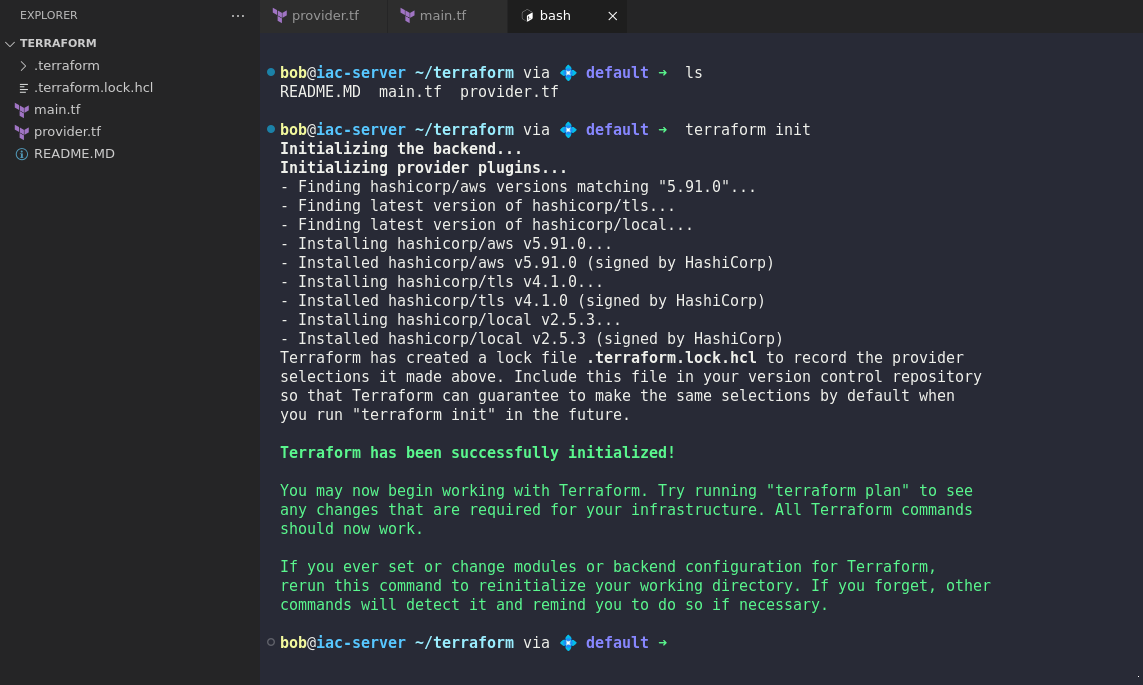 EXPLORER
...
provider.tf
main.tf
bash
TERRAFORM
.terraform
.terraform.lock.hcl
main.tf
provider.tf
README.MD
bob@iac-server ~/terraform via 💠 default ➜  ls
README.MD  main.tf  provider.tf
bob@iac-server ~/terraform via 💠 default ➜  terraform init
Initializing the backend...
Initializing provider plugins...
- Finding hashicorp/aws versions matching "5.91.0"...
- Finding latest version of hashicorp/tls...
- Finding latest version of hashicorp/local...
- Installing hashicorp/aws v5.91.0...
- Installed hashicorp/aws v5.91.0 (signed by HashiCorp)
- Installing hashicorp/tls v4.1.0...
- Installed hashicorp/tls v4.1.0 (signed by HashiCorp)
- Installing hashicorp/local v2.5.3...
- Installed hashicorp/local v2.5.3 (signed by HashiCorp)
Terraform has created a lock file .terraform.lock.hcl to record the provider
selections it made above. Include this file in your version control repository
so that Terraform can guarantee to make the same selections by default when
you run "terraform init" in the future.
Terraform has been successfully initialized!
You may now begin working with Terraform. Try running "terraform plan" to see
any changes that are required for your infrastructure. All Terraform commands
should now work.
If you ever set or change modules or backend configuration for Terraform,
rerun this command to reinitialize your working directory. If you forget, other
commands will detect it and remind you to do so if necessary.
bob@iac-server ~/terraform via 💠 default ➜